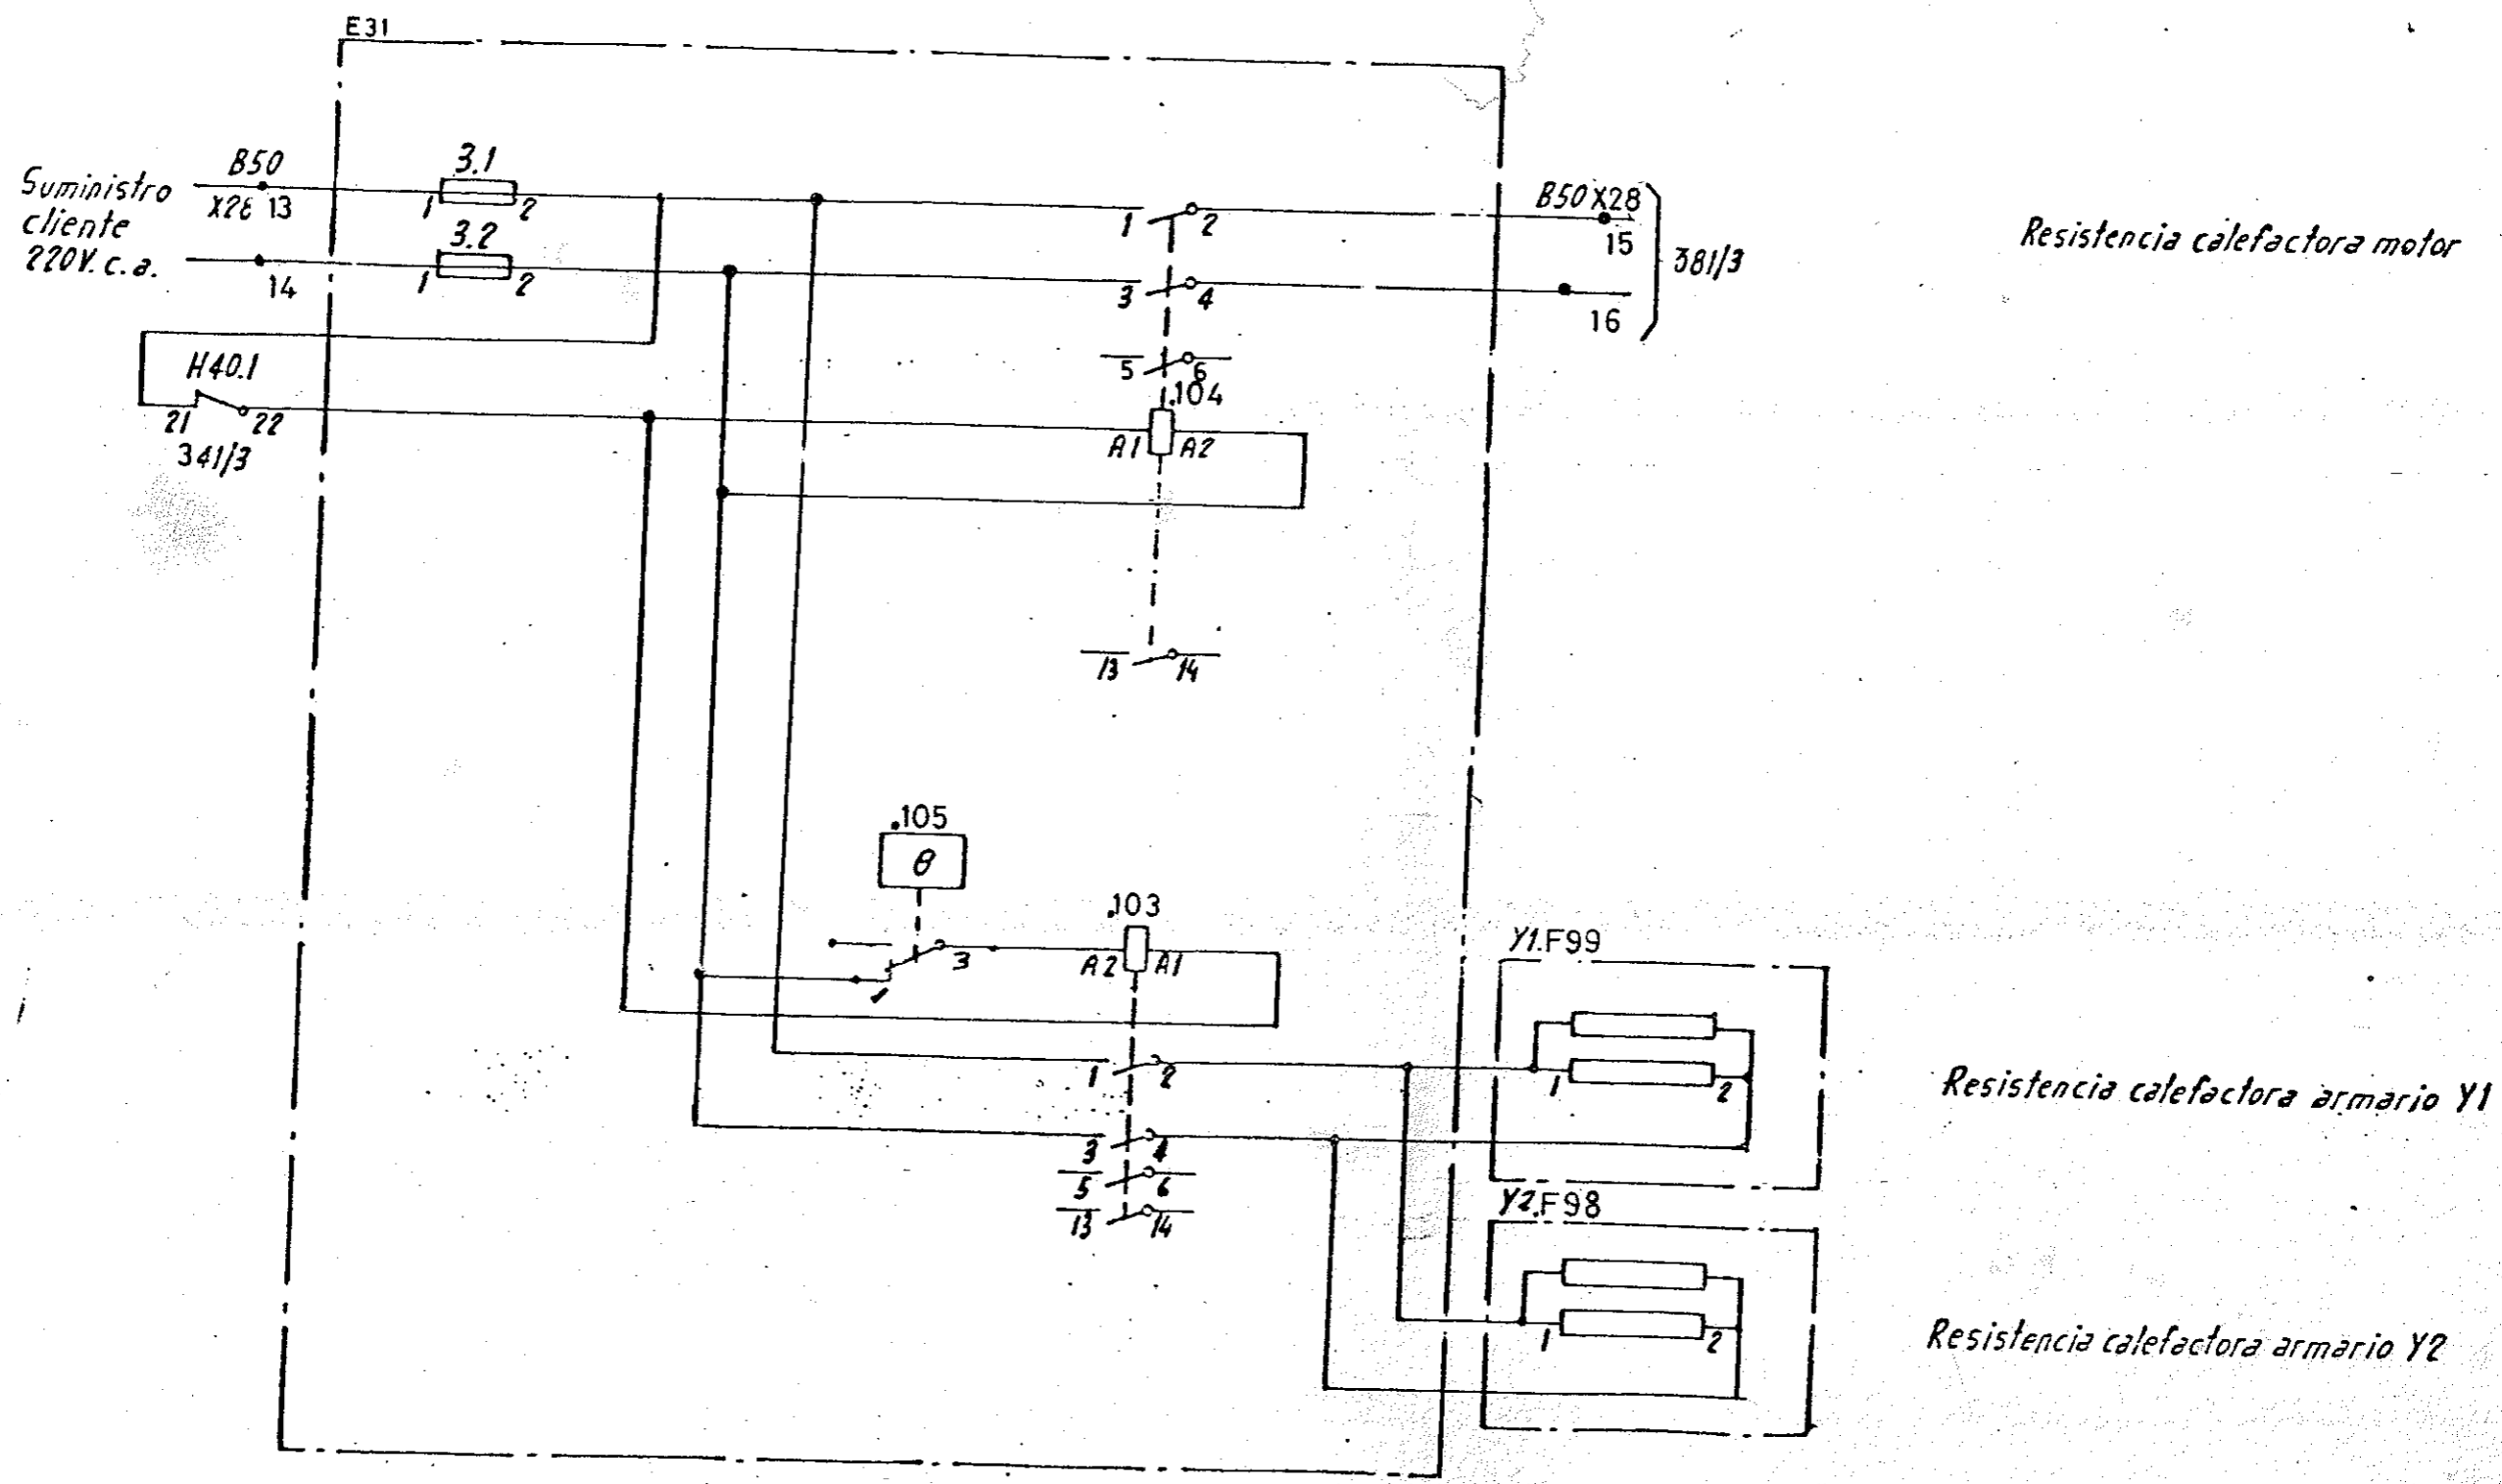 E31
B50
3.1
Suministro
cliente
220V. c.a.
X28 13
1 2
3.2
14
1 2
1 2
3 4
5 6
B50 X28
15
16
381/3
Resistencia calefactora motor
H40.1
21 22
341/3
.104
A1 A2
13 14
.105
θ
.103
1 3
A2 A1
1 2
3 4
5 6
13 14
Y1.F99
1 2
Resistencia calefactora armario Y1
Y2.F98
1 2
Resistencia calefactora armario Y2